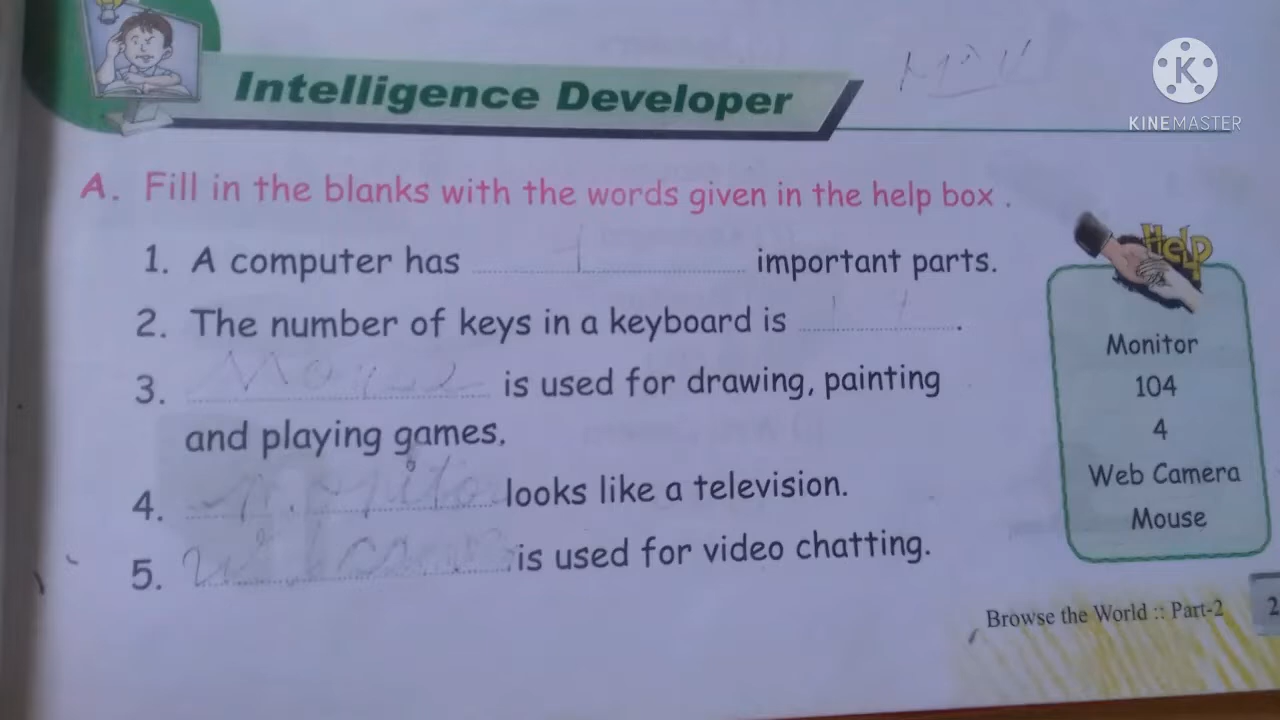 Intelligence Developer
KINEMASTER
A. Fill in the blanks with the words given in the help box .
1. A computer has important parts.
2. The number of keys in a keyboard is .
3. is used for drawing, painting
and playing games.
4. looks like a television.
5. is used for video chatting.
Help
Monitor
104
4
Web Camera
Mouse
Browse the World :: Part-2 2